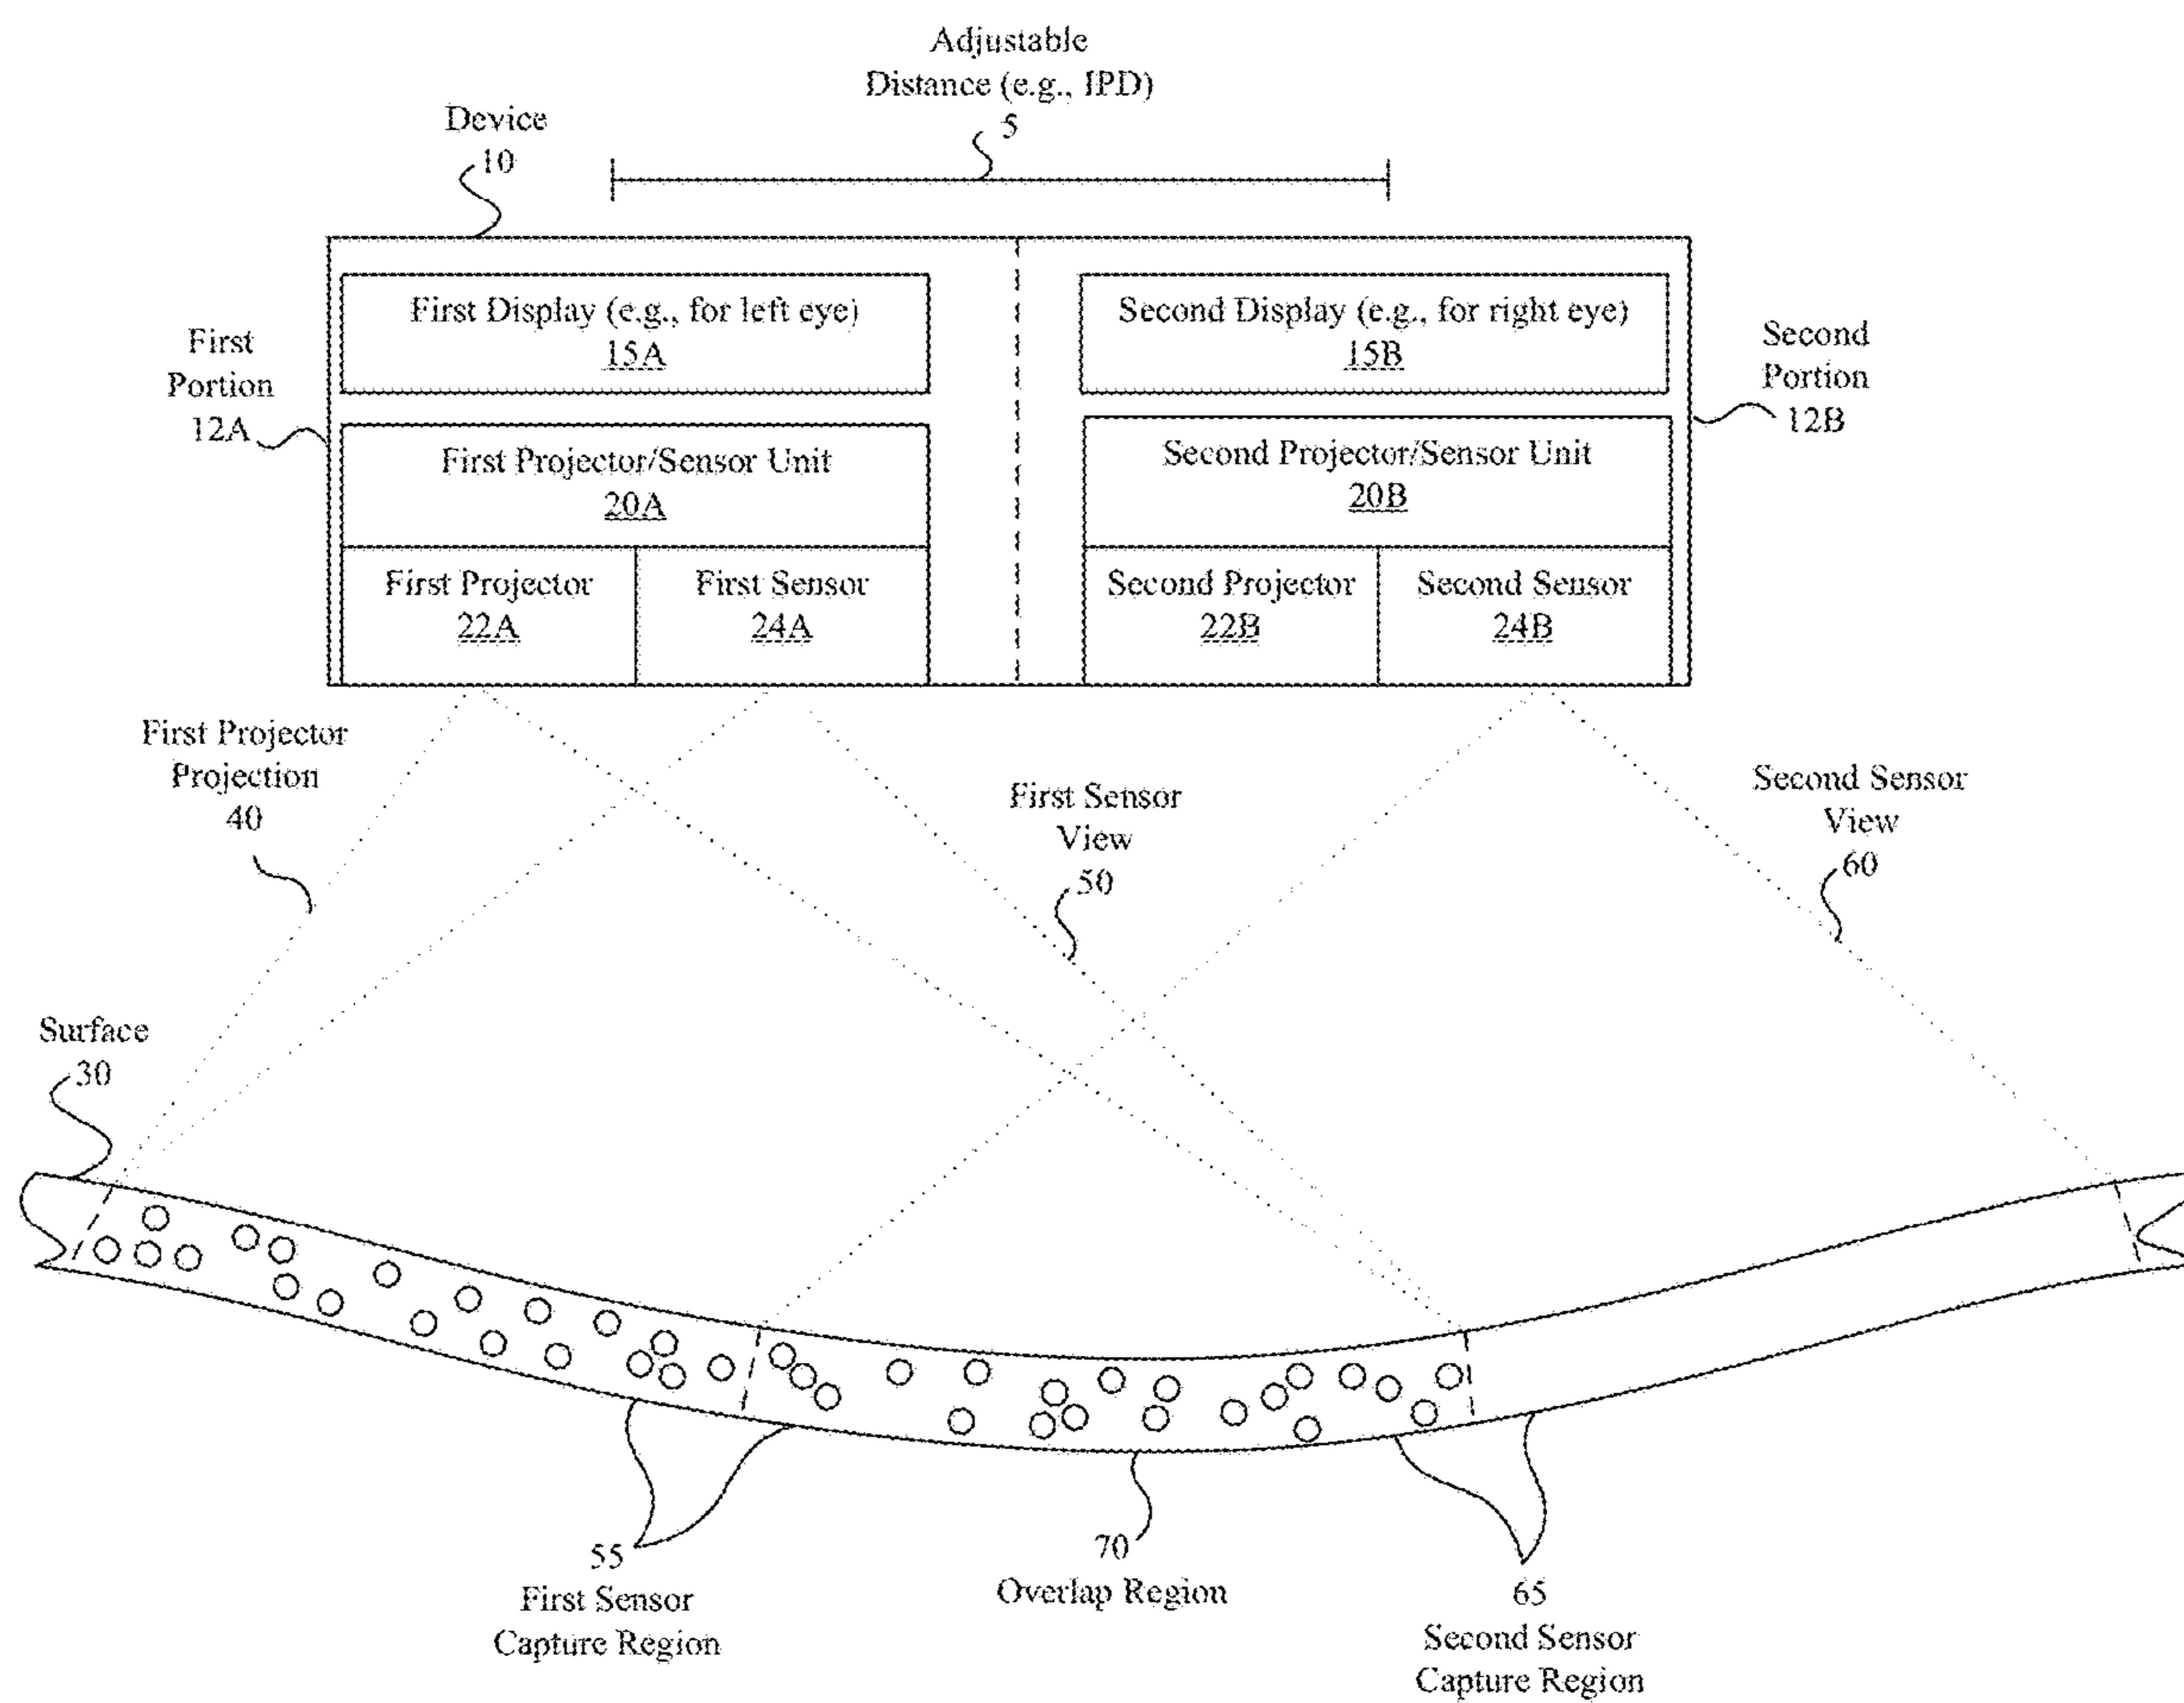 Adjustable
Distance (e.g., IPD)
5
Device
10
First Display (e.g., for left eye)
15A
Second Display (e.g., for right eye)
15B
First
Portion
12A
Second
Portion
12B
First Projector/Sensor Unit
20A
Second Projector/Sensor Unit
20B
First Projector
22A
First Sensor
24A
Second Projector
22B
Second Sensor
24B
First Projector
Projection
40
First Sensor
View
50
Second Sensor
View
60
Surface
30
55
First Sensor
Capture Region
70
Overlap Region
65
Second Sensor
Capture Region